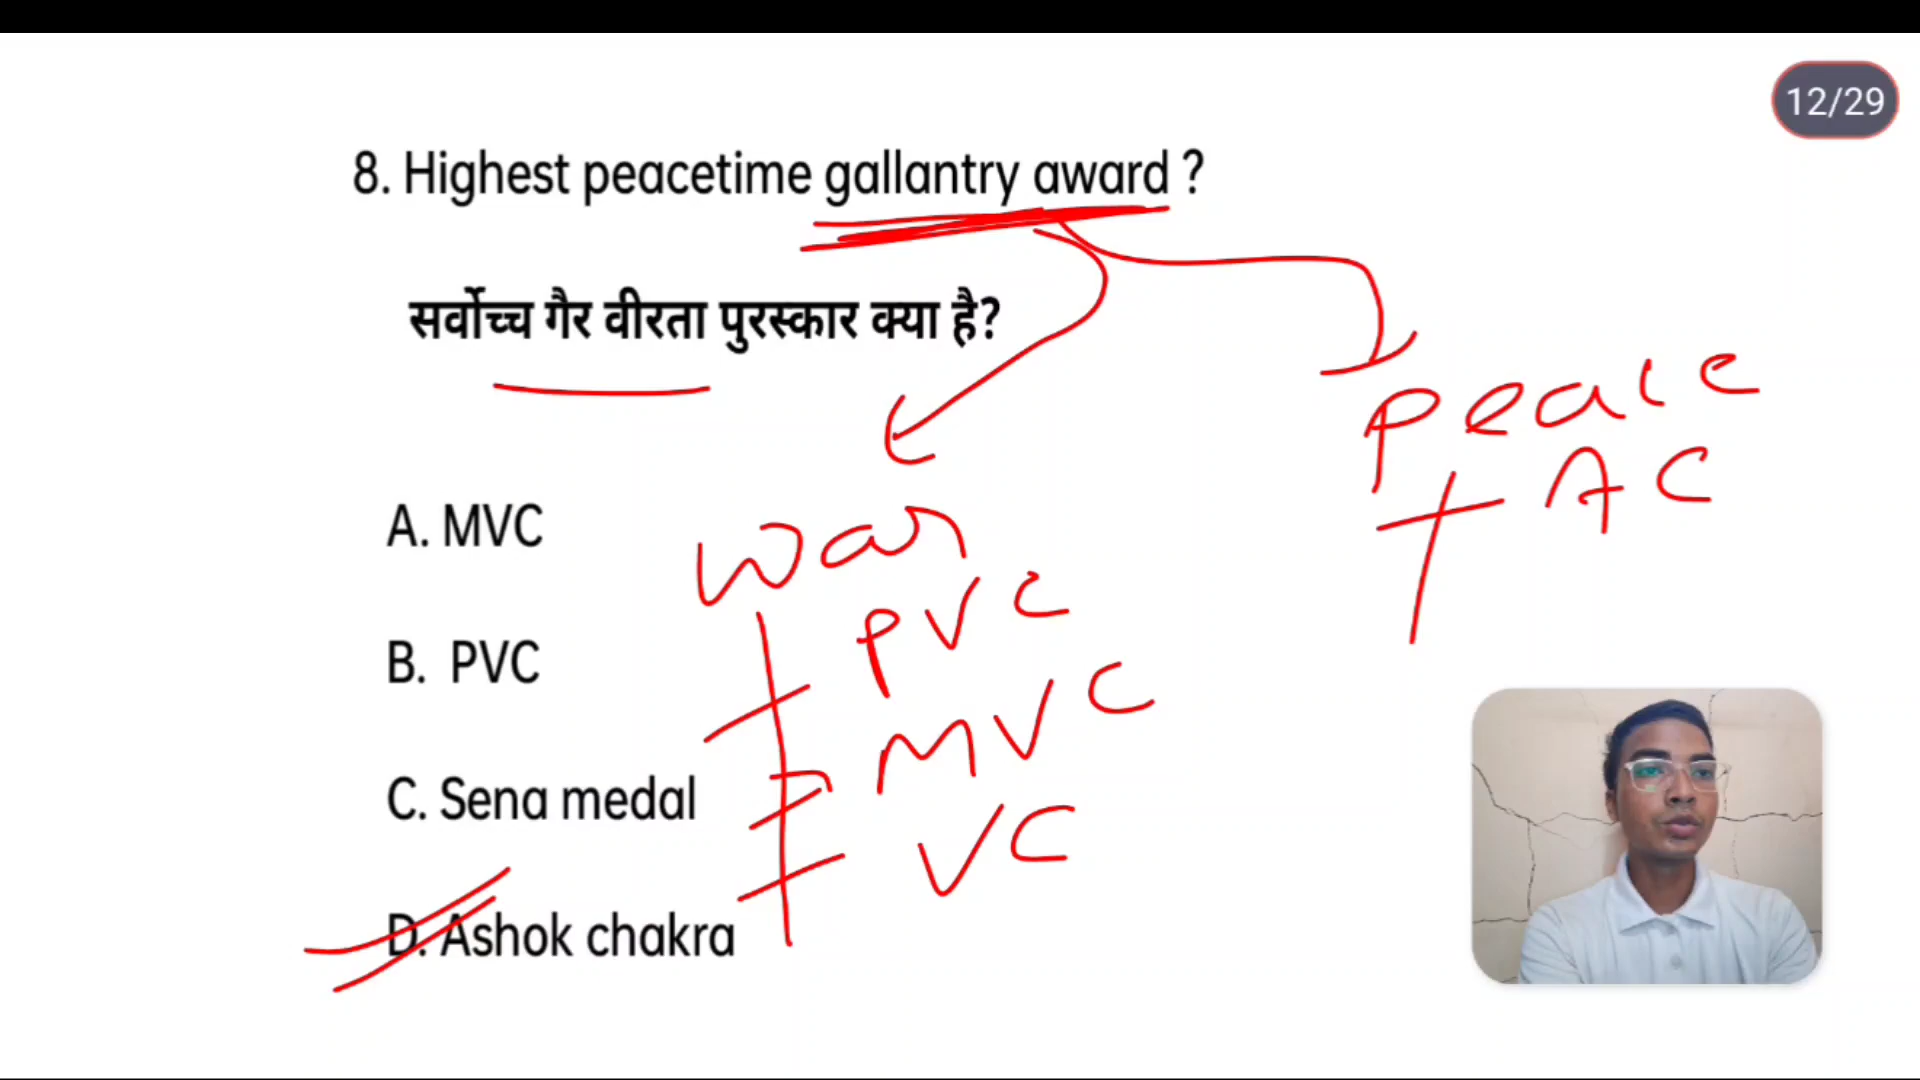 12/29
8. Highest peacetime gallantry award ?
सर्वोच्च गैर वीरता पुरस्कार क्या है?
peace
AC
A. MVC
war
PVC
B. PVC
MVC
C. Sena medal
VC
D. Ashok chakra